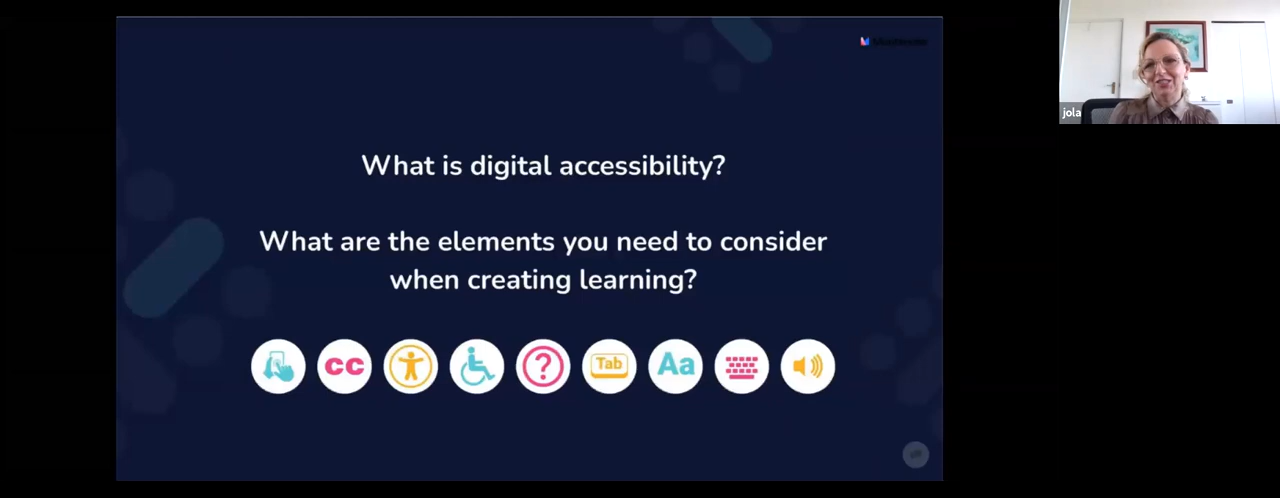 What is digital accessibility?
What are the elements you need to consider
when creating learning?
CC
Tab
Aa
jola